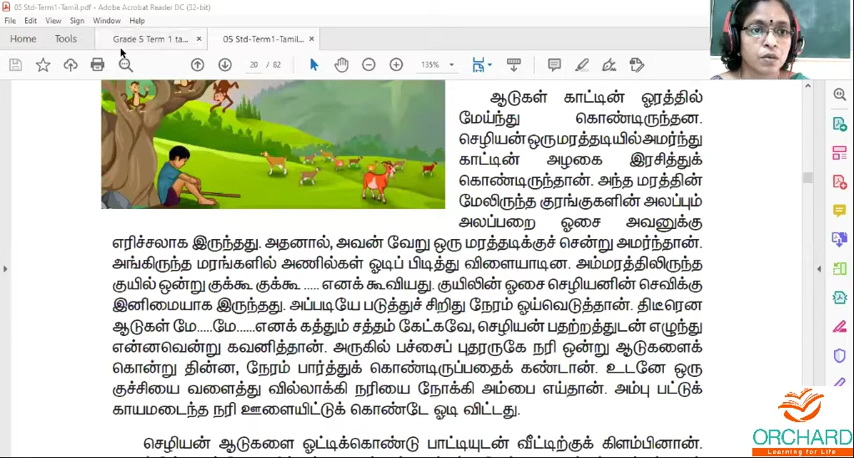 05 Std-Term1-Tamil.pdf - Adobe Acrobat Reader DC (32-bit)
File Edit View Sign Window Help
Home Tools Grade 5 Term 1 ta... × 05 Std-Term1-Tamil... ×
20 / 82 135%
ஆடுகள் காட்டின் ஓரத்தில்
மேய்ந்து கொண்டிருந்தன.
செழியன் ஒரு மரத்தடியில் அமர்ந்து
காட்டின் அழகை இரசித்துக்
கொண்டிருந்தான். அந்த மரத்தின்
மேலிருந்த குரங்குகளின் அலப்பும்
அலப்பறை ஓசை அவனுக்கு
எரிச்சலாக இருந்தது. அதனால், அவன் வேறு ஒரு மரத்தடிக்குச் சென்று அமர்ந்தான்.
அங்கிருந்த மரங்களில் அணில்கள் ஓடிப் பிடித்து விளையாடின. அம்மரத்திலிருந்த
குயில் ஒன்று குக்கூ குக்கூ ..... எனக் கூவியது. குயிலின் ஓசை செழியனின் செவிக்கு
இனிமையாக இருந்தது. அப்படியே படுத்துச் சிறிது நேரம் ஓய்வெடுத்தான். திடீரென
ஆடுகள் மே.....மே......எனக் கத்தும் சத்தம் கேட்கவே, செழியன் பதற்றத்துடன் எழுந்து
என்னவென்று கவனித்தான். அருகில் பச்சைப் புதரருகே நரி ஒன்று ஆடுகளைக்
கொன்று தின்ன, நேரம் பார்த்துக் கொண்டிருப்பதைக் கண்டான். உடனே ஒரு
குச்சியை வளைத்து வில்லாக்கி நரியை நோக்கி அம்பை எய்தான். அம்பு பட்டுக்
காயமடைந்த நரி ஊளையிட்டுக் கொண்டே ஓடி விட்டது.
செழியன் ஆடுகளை ஓட்டிக்கொண்டு பாட்டியுடன் வீட்டிற்குக் கிளம்பினான்.
ORCHARD
Learning for Life